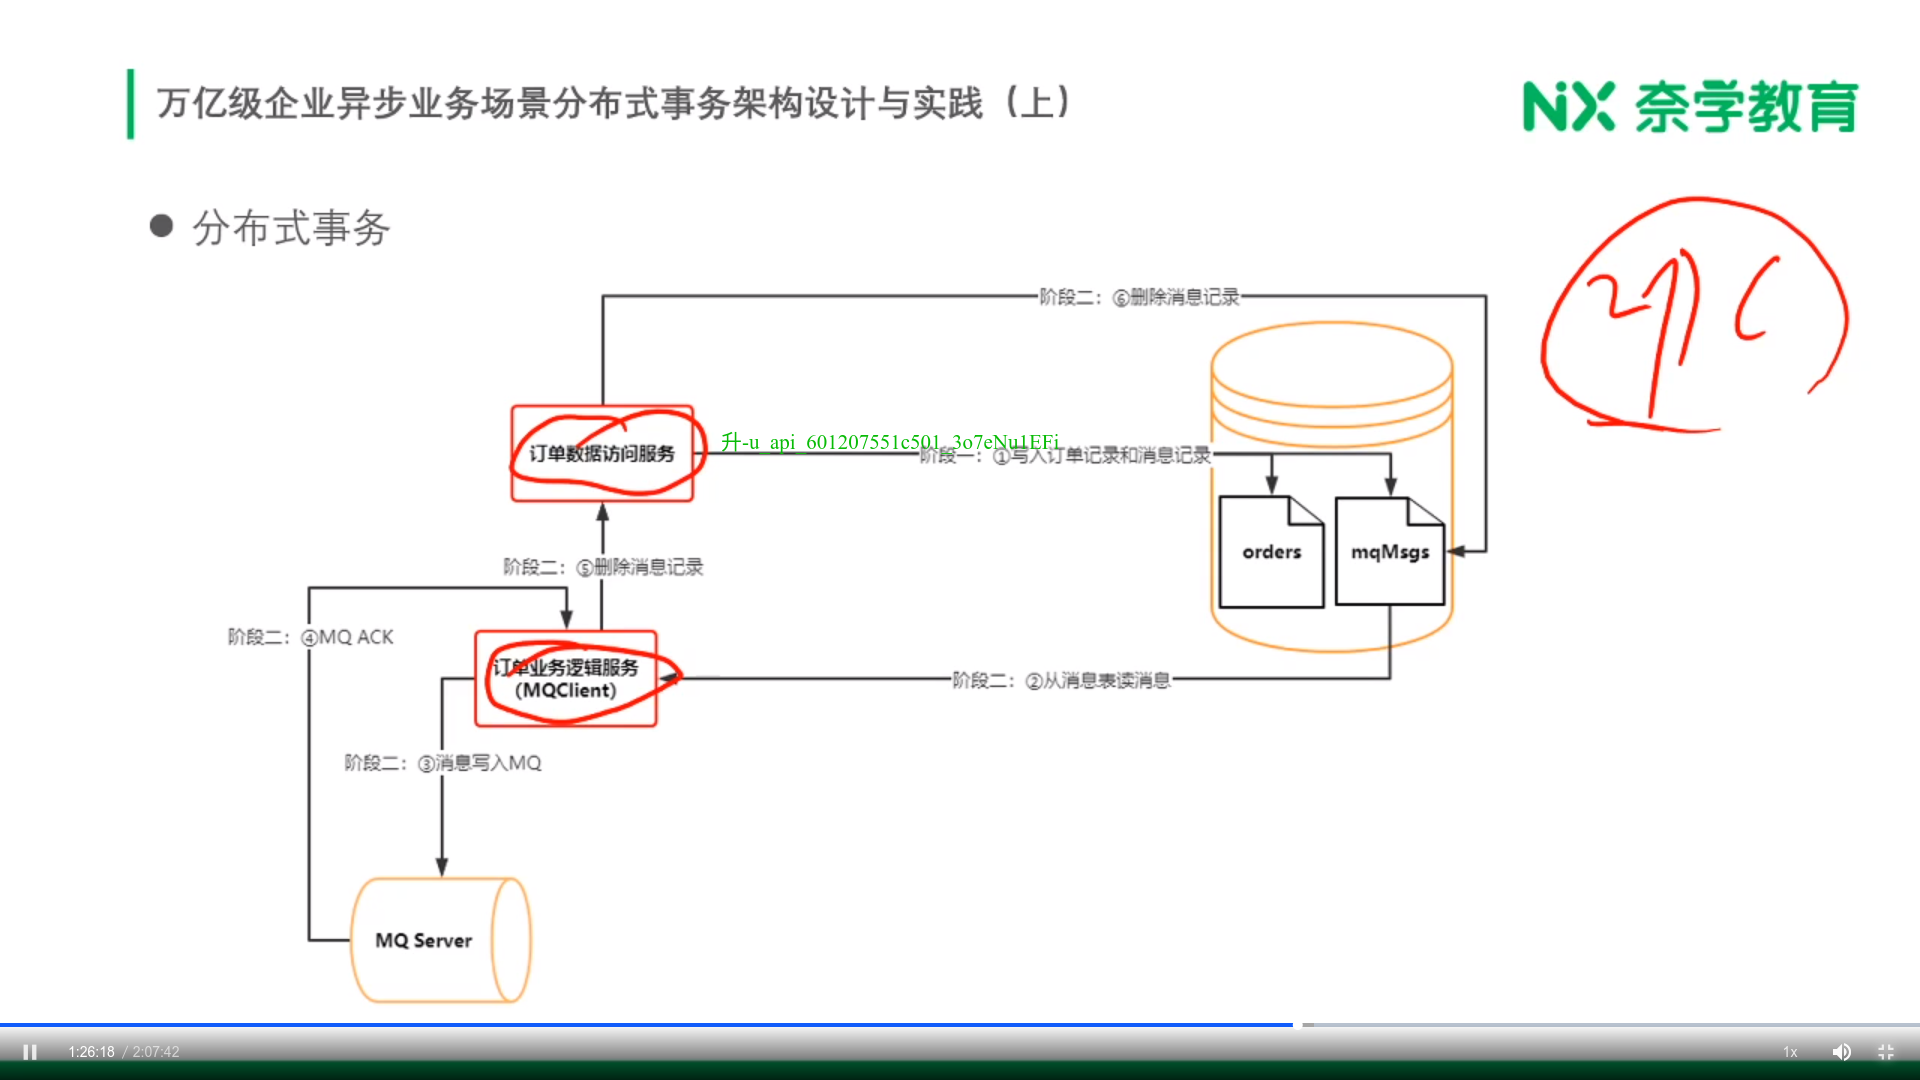 万亿级企业异步业务场景分布式事务架构设计与实践（上）
NX 奈学教育
分布式事务
阶段二：⑥删除消息记录
订单数据访问服务
升-u_api_601207551c501_3o7eNu1EFi
阶段一：①写入订单记录和消息记录
orders
mqMsgs
阶段二：⑤删除消息记录
阶段二：④MQ ACK
订单业务逻辑服务
（MQClient）
阶段二：②从消息表读消息
阶段二：③消息写入MQ
MQ Server
1:26:18 / 2:07:42
1x